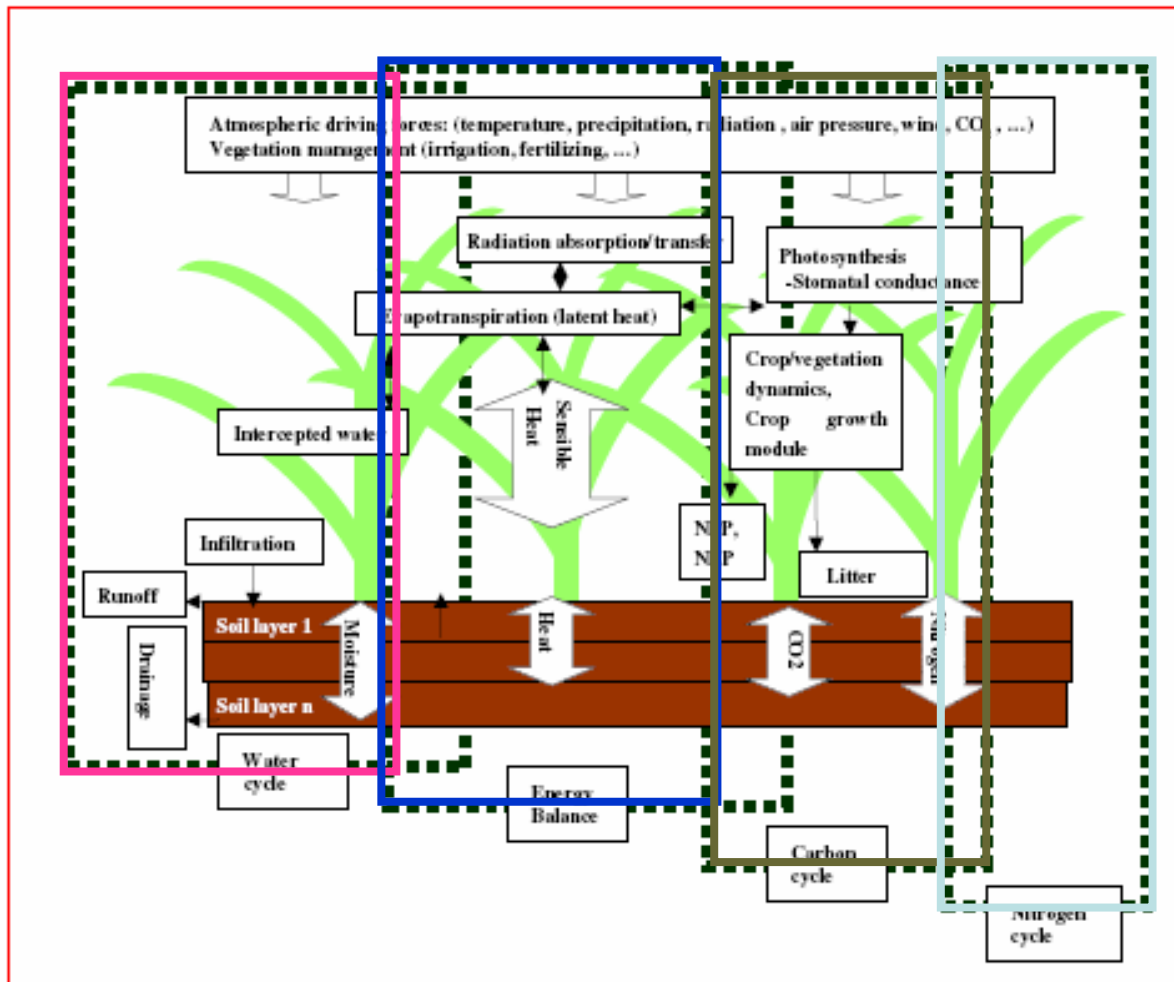 Atmospheric driving forces: (temperature, precipitation, radiation , air pressure, wind, CO2 , …)
Vegetation management (irrigation, fertilizing, …)
Radiation absorption/transfer
Photosynthesis
-Stomatal conductance
Evapotranspiration (latent heat)
Crop/vegetation
dynamics,
Crop growth
module
Sensible
Heat
Intercepted water
Infiltration
Litter
Runoff
Soil layer 1
Moisture
Heat
CO2
Nitrogen
Drainage
Soil layer n
Water
cycle
Energy
Balance
Carbon
cycle
Nitrogen
cycle